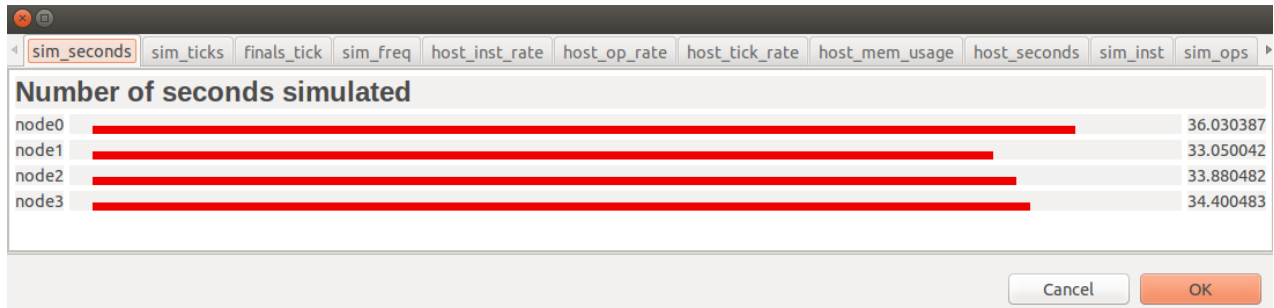 sim_seconds sim_ticks finals_tick sim_freq host_inst_rate host_op_rate host_tick_rate host_mem_usage host_seconds sim_inst sim_ops
Number of seconds simulated
node0 36.030387
node1 33.050042
node2 33.880482
node3 34.400483
Cancel OK